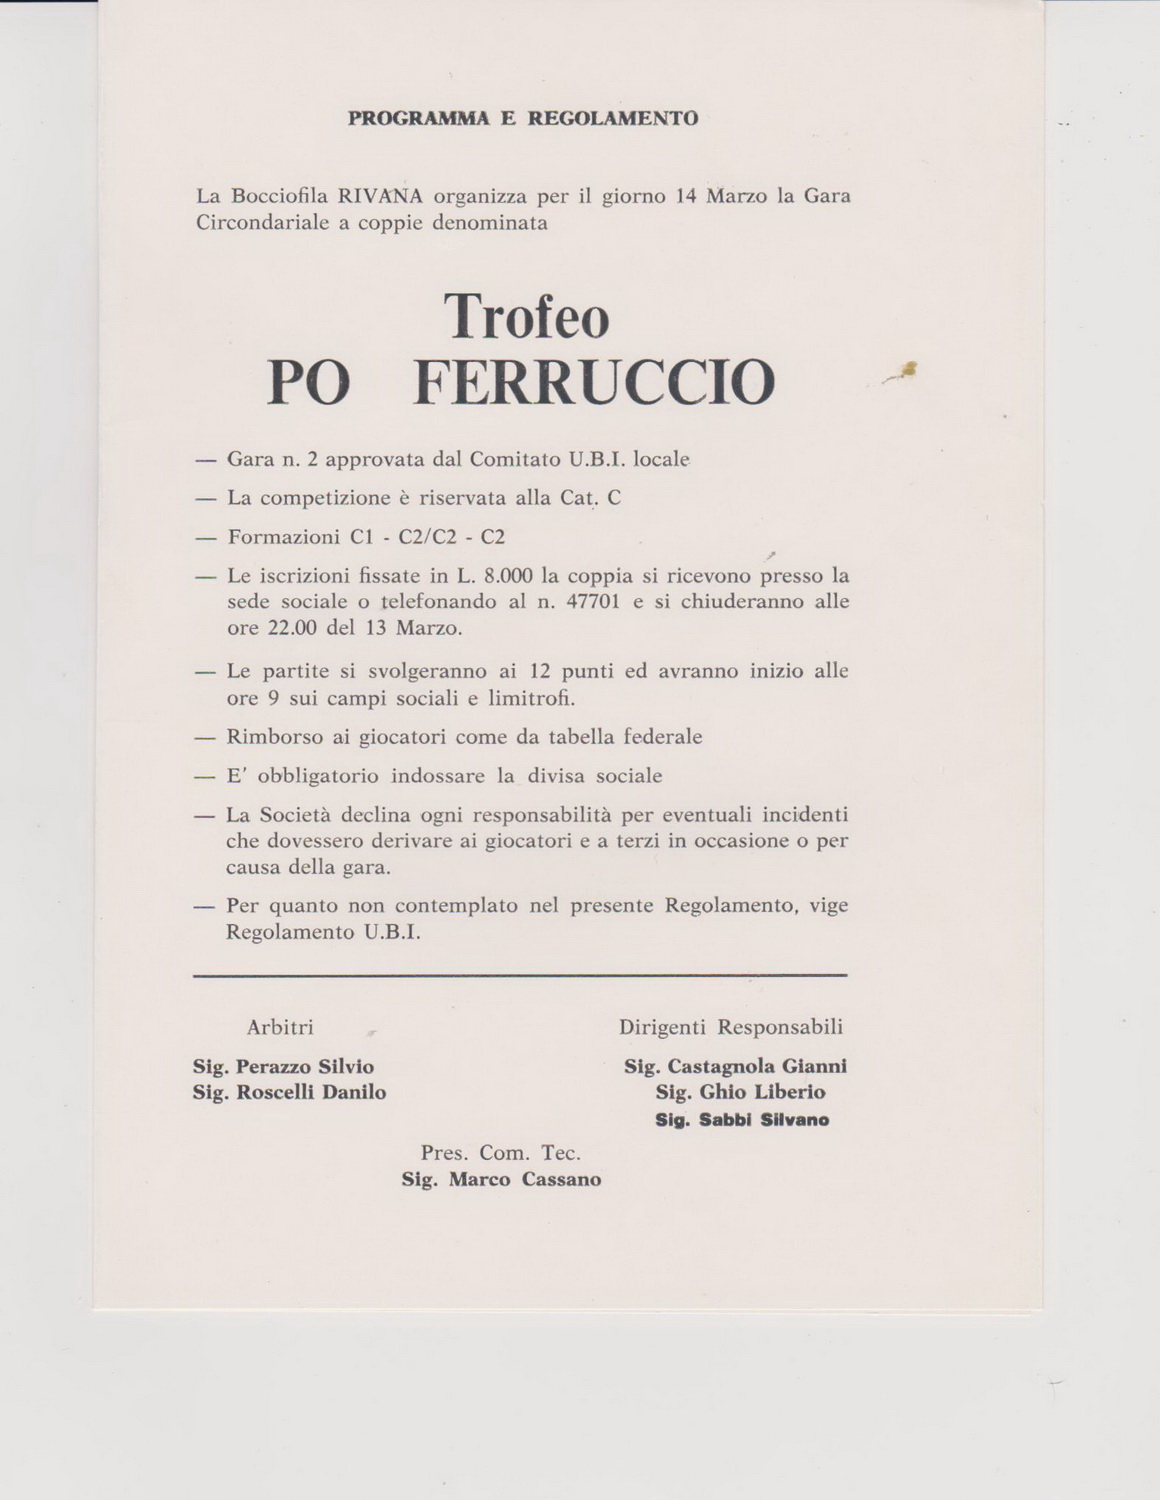 PROGRAMMA E REGOLAMENTO
La Bocciofila RIVANA organizza per il giorno 14 Marzo la Gara
Circondariale a coppie denominata
Trofeo
PO FERRUCCIO
— Gara n. 2 approvata dal Comitato U.B.I. locale
— La competizione è riservata alla Cat. C
— Formazioni C1 - C2/C2 - C2
— Le iscrizioni fissate in L. 8.000 la coppia si ricevono presso la
sede sociale o telefonando al n. 47701 e si chiuderanno alle
ore 22.00 del 13 Marzo.
— Le partite si svolgeranno ai 12 punti ed avranno inizio alle
ore 9 sui campi sociali e limitrofi.
— Rimborso ai giocatori come da tabella federale
— E' obbligatorio indossare la divisa sociale
— La Società declina ogni responsabilità per eventuali incidenti
che dovessero derivare ai giocatori e a terzi in occasione o per
causa della gara.
— Per quanto non contemplato nel presente Regolamento, vige
Regolamento U.B.I.
Arbitri
Sig. Perazzo Silvio
Sig. Roscelli Danilo
Dirigenti Responsabili
Sig. Castagnola Gianni
Sig. Ghio Liberio
Sig. Sabbi Silvano
Pres. Com. Tec.
Sig. Marco Cassano